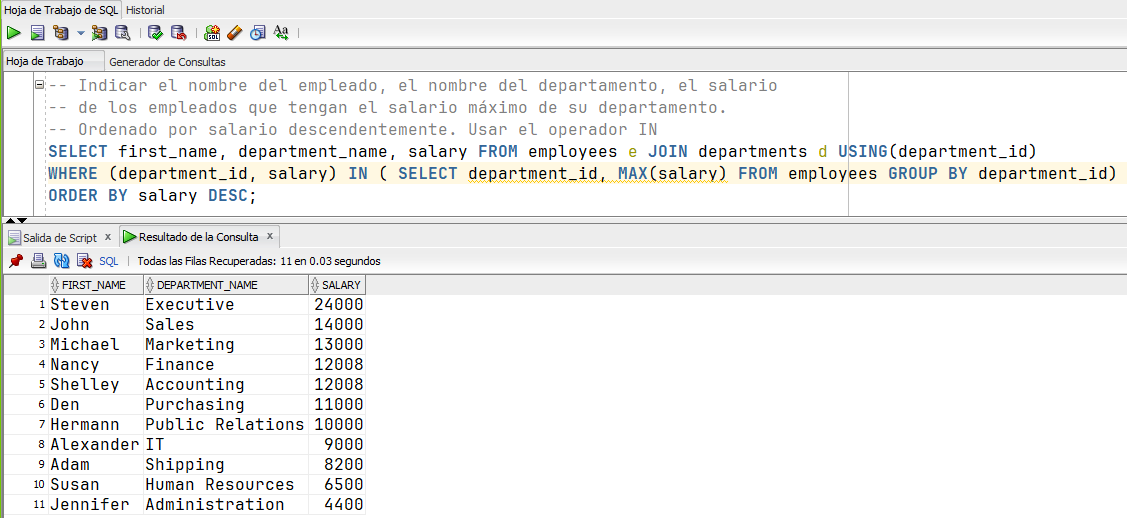 Hoja de Trabajo de SQL Historial
Hoja de Trabajo Generador de Consultas
-- Indicar el nombre del empleado, el nombre del departamento, el salario
-- de los empleados que tengan el salario máximo de su departamento.
-- Ordenado por salario descendentemente. Usar el operador IN
SELECT first_name, department_name, salary FROM employees e JOIN departments d USING(department_id)
WHERE (department_id, salary) IN ( SELECT department_id, MAX(salary) FROM employees GROUP BY department_id)
ORDER BY salary DESC;
Salida de Script x Resultado de la Consulta x
SQL | Todas las Filas Recuperadas: 11 en 0.03 segundos
FIRST_NAME DEPARTMENT_NAME SALARY
1 Steven Executive 24000
2 John Sales 14000
3 Michael Marketing 13000
4 Nancy Finance 12008
5 Shelley Accounting 12008
6 Den Purchasing 11000
7 Hermann Public Relations 10000
8 Alexander IT 9000
9 Adam Shipping 8200
10 Susan Human Resources 6500
11 Jennifer Administration 4400